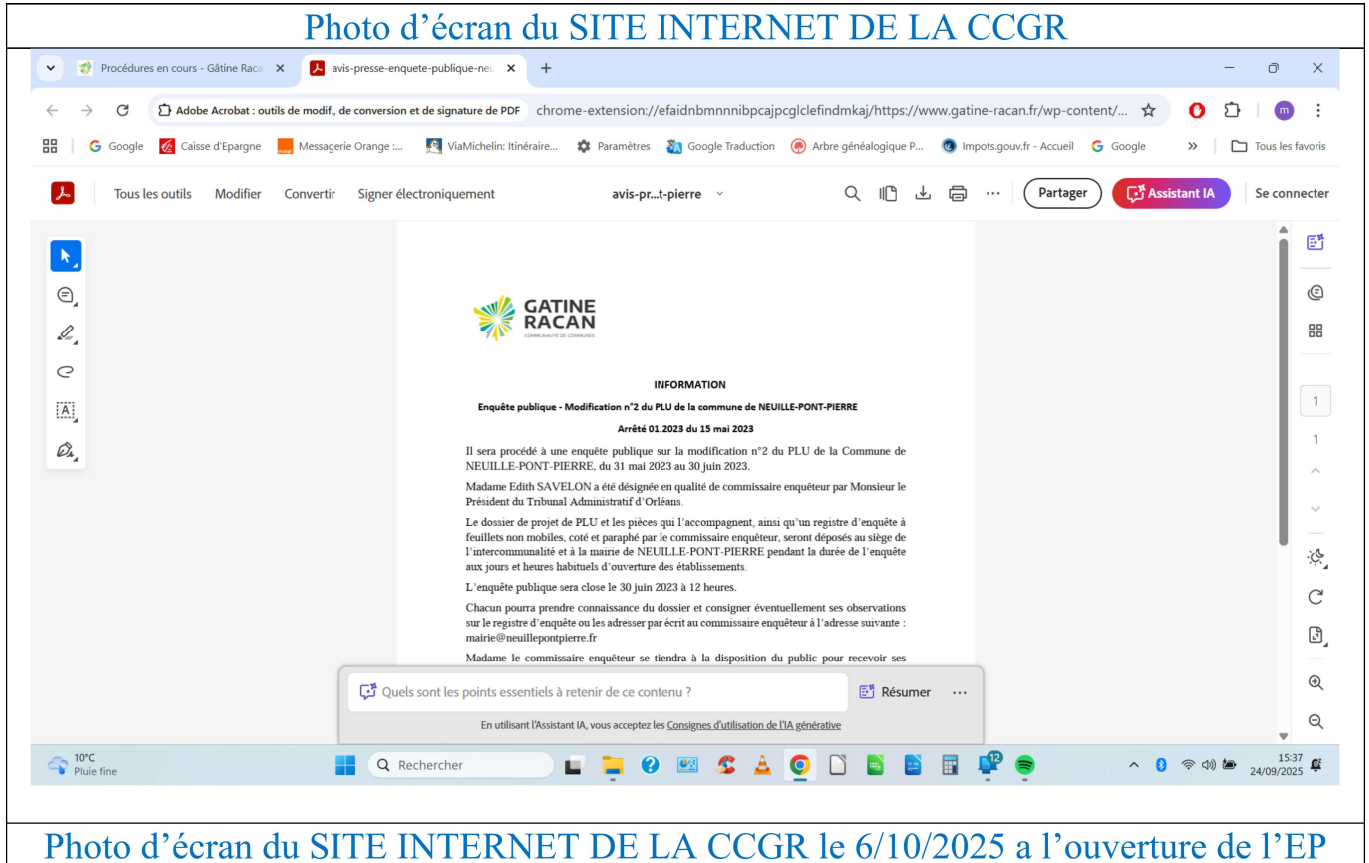 Photo d’écran du SITE INTERNET DE LA CCGR
Procédures en cours - Gâtine Raca
avis-presse-enquete-publique-neu
Adobe Acrobat : outils de modif, de conversion et de signature de PDF chrome-extension://efaidnbmnnnibpcajpcglclefindmkaj/https://www.gatine-racan.fr/wp-content/... m
Google Caisse d'Epargne Messagerie Orange :... ViaMichelin: Itinéraire... Paramètres Google Traduction Arbre généalogique P... Impots.gouv.fr - Accueil Google » Tous les favoris
Tous les outils Modifier Convertir Signer électroniquement avis-pr...t-pierre Partager Assistant IA Se connecter
GATINE
RACAN
COMMUNAUTÉ DE COMMUNES
INFORMATION
Enquête publique - Modification n°2 du PLU de la commune de NEUILLE-PONT-PIERRE
Arrêté 01.2023 du 15 mai 2023
Il sera procédé à une enquête publique sur la modification n°2 du PLU de la Commune de
NEUILLE-PONT-PIERRE, du 31 mai 2023 au 30 juin 2023.
Madame Edith SAVELON a été désignée en qualité de commissaire enquêteur par Monsieur le
Président du Tribunal Administratif d’Orléans.
Le dossier de projet de PLU et les pièces qui l’accompagnent, ainsi qu’un registre d’enquête à
feuillets non mobiles, coté et paraphé par le commissaire enquêteur, seront déposés au siège de
l’intercommunalité et à la mairie de NEUILLE-PONT-PIERRE pendant la durée de l’enquête
aux jours et heures habituels d’ouverture des établissements.
L’enquête publique sera close le 30 juin 2023 à 12 heures.
Chacun pourra prendre connaissance du dossier et consigner éventuellement ses observations
sur le registre d’enquête ou les adresser par écrit au commissaire enquêteur à l’adresse suivante :
mairie@neuillepontpierre.fr
Madame le commissaire enquêteur se tiendra à la disposition du public pour recevoir ses
1
1
Quels sont les points essentiels à retenir de ce contenu ? Résumer ...
En utilisant l'Assistant IA, vous acceptez les Consignes d'utilisation de l'IA générative
10°C
Pluie fine
Rechercher
12
15:37
24/09/2025
Photo d’écran du SITE INTERNET DE LA CCGR le 6/10/2025 a l’ouverture de l’EP